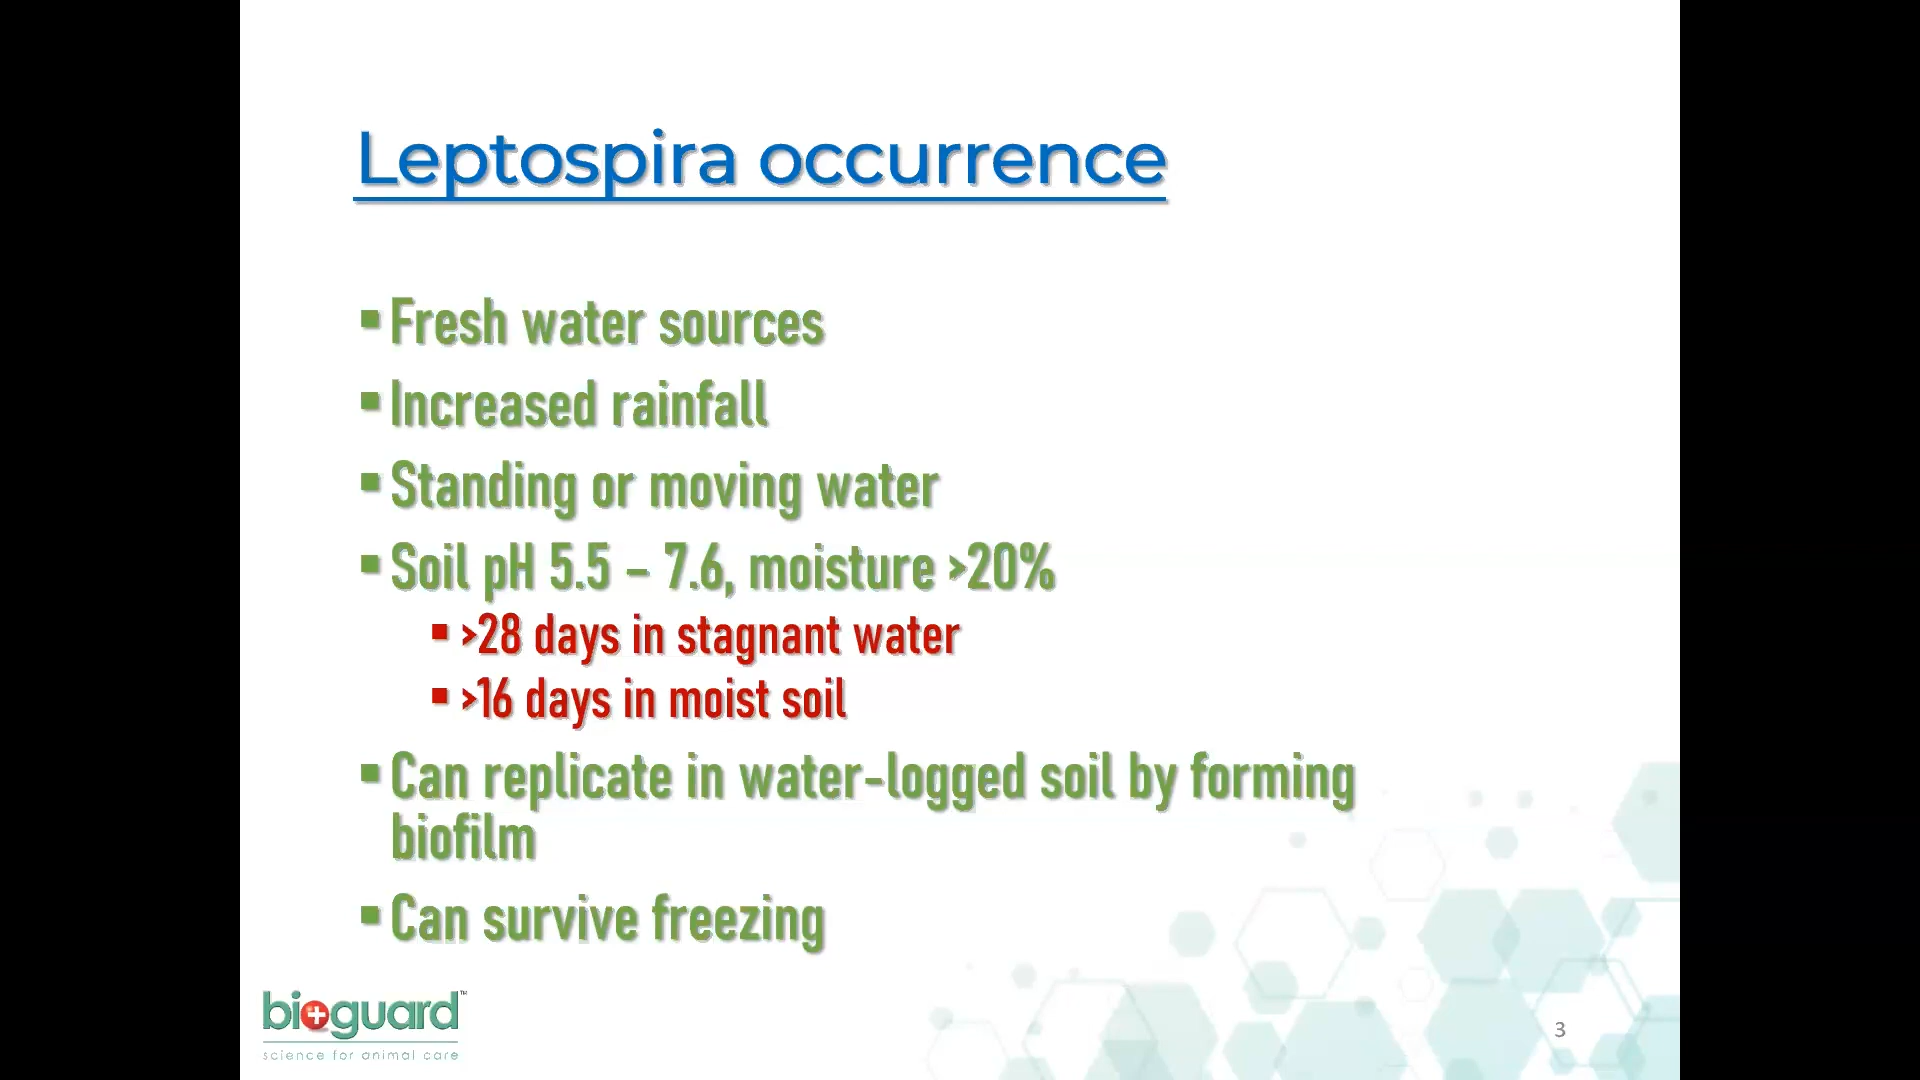 Leptospira occurrence
▪Fresh water sources
▪Increased rainfall
▪Standing or moving water
▪Soil pH 5.5 – 7.6, moisture >20%
▪>28 days in stagnant water
▪>16 days in moist soil
▪Can replicate in water-logged soil by forming
biofilm
▪Can survive freezing
bioguard™
science for animal care
3